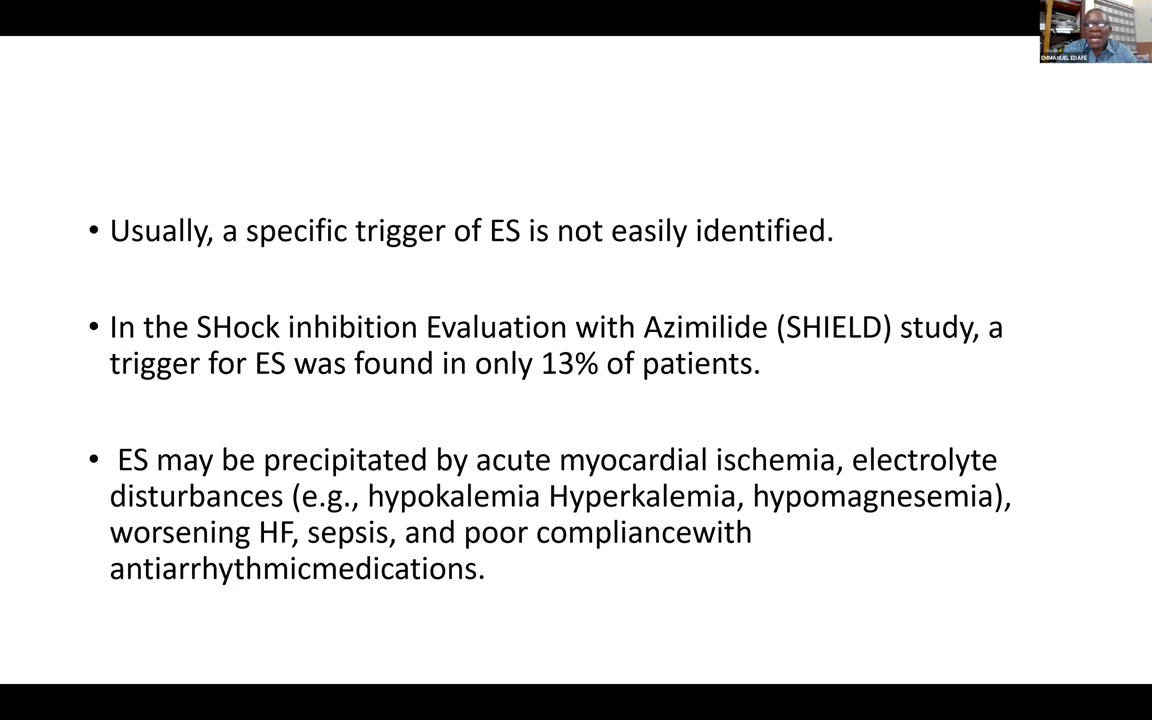 EMMANUEL EDAFE
• Usually, a specific trigger of ES is not easily identified.
• In the SHock inhibition Evaluation with Azimilide (SHIELD) study, a
trigger for ES was found in only 13% of patients.
• ES may be precipitated by acute myocardial ischemia, electrolyte
disturbances (e.g., hypokalemia Hyperkalemia, hypomagnesemia),
worsening HF, sepsis, and poor compliancewith
antiarrhythmicmedications.